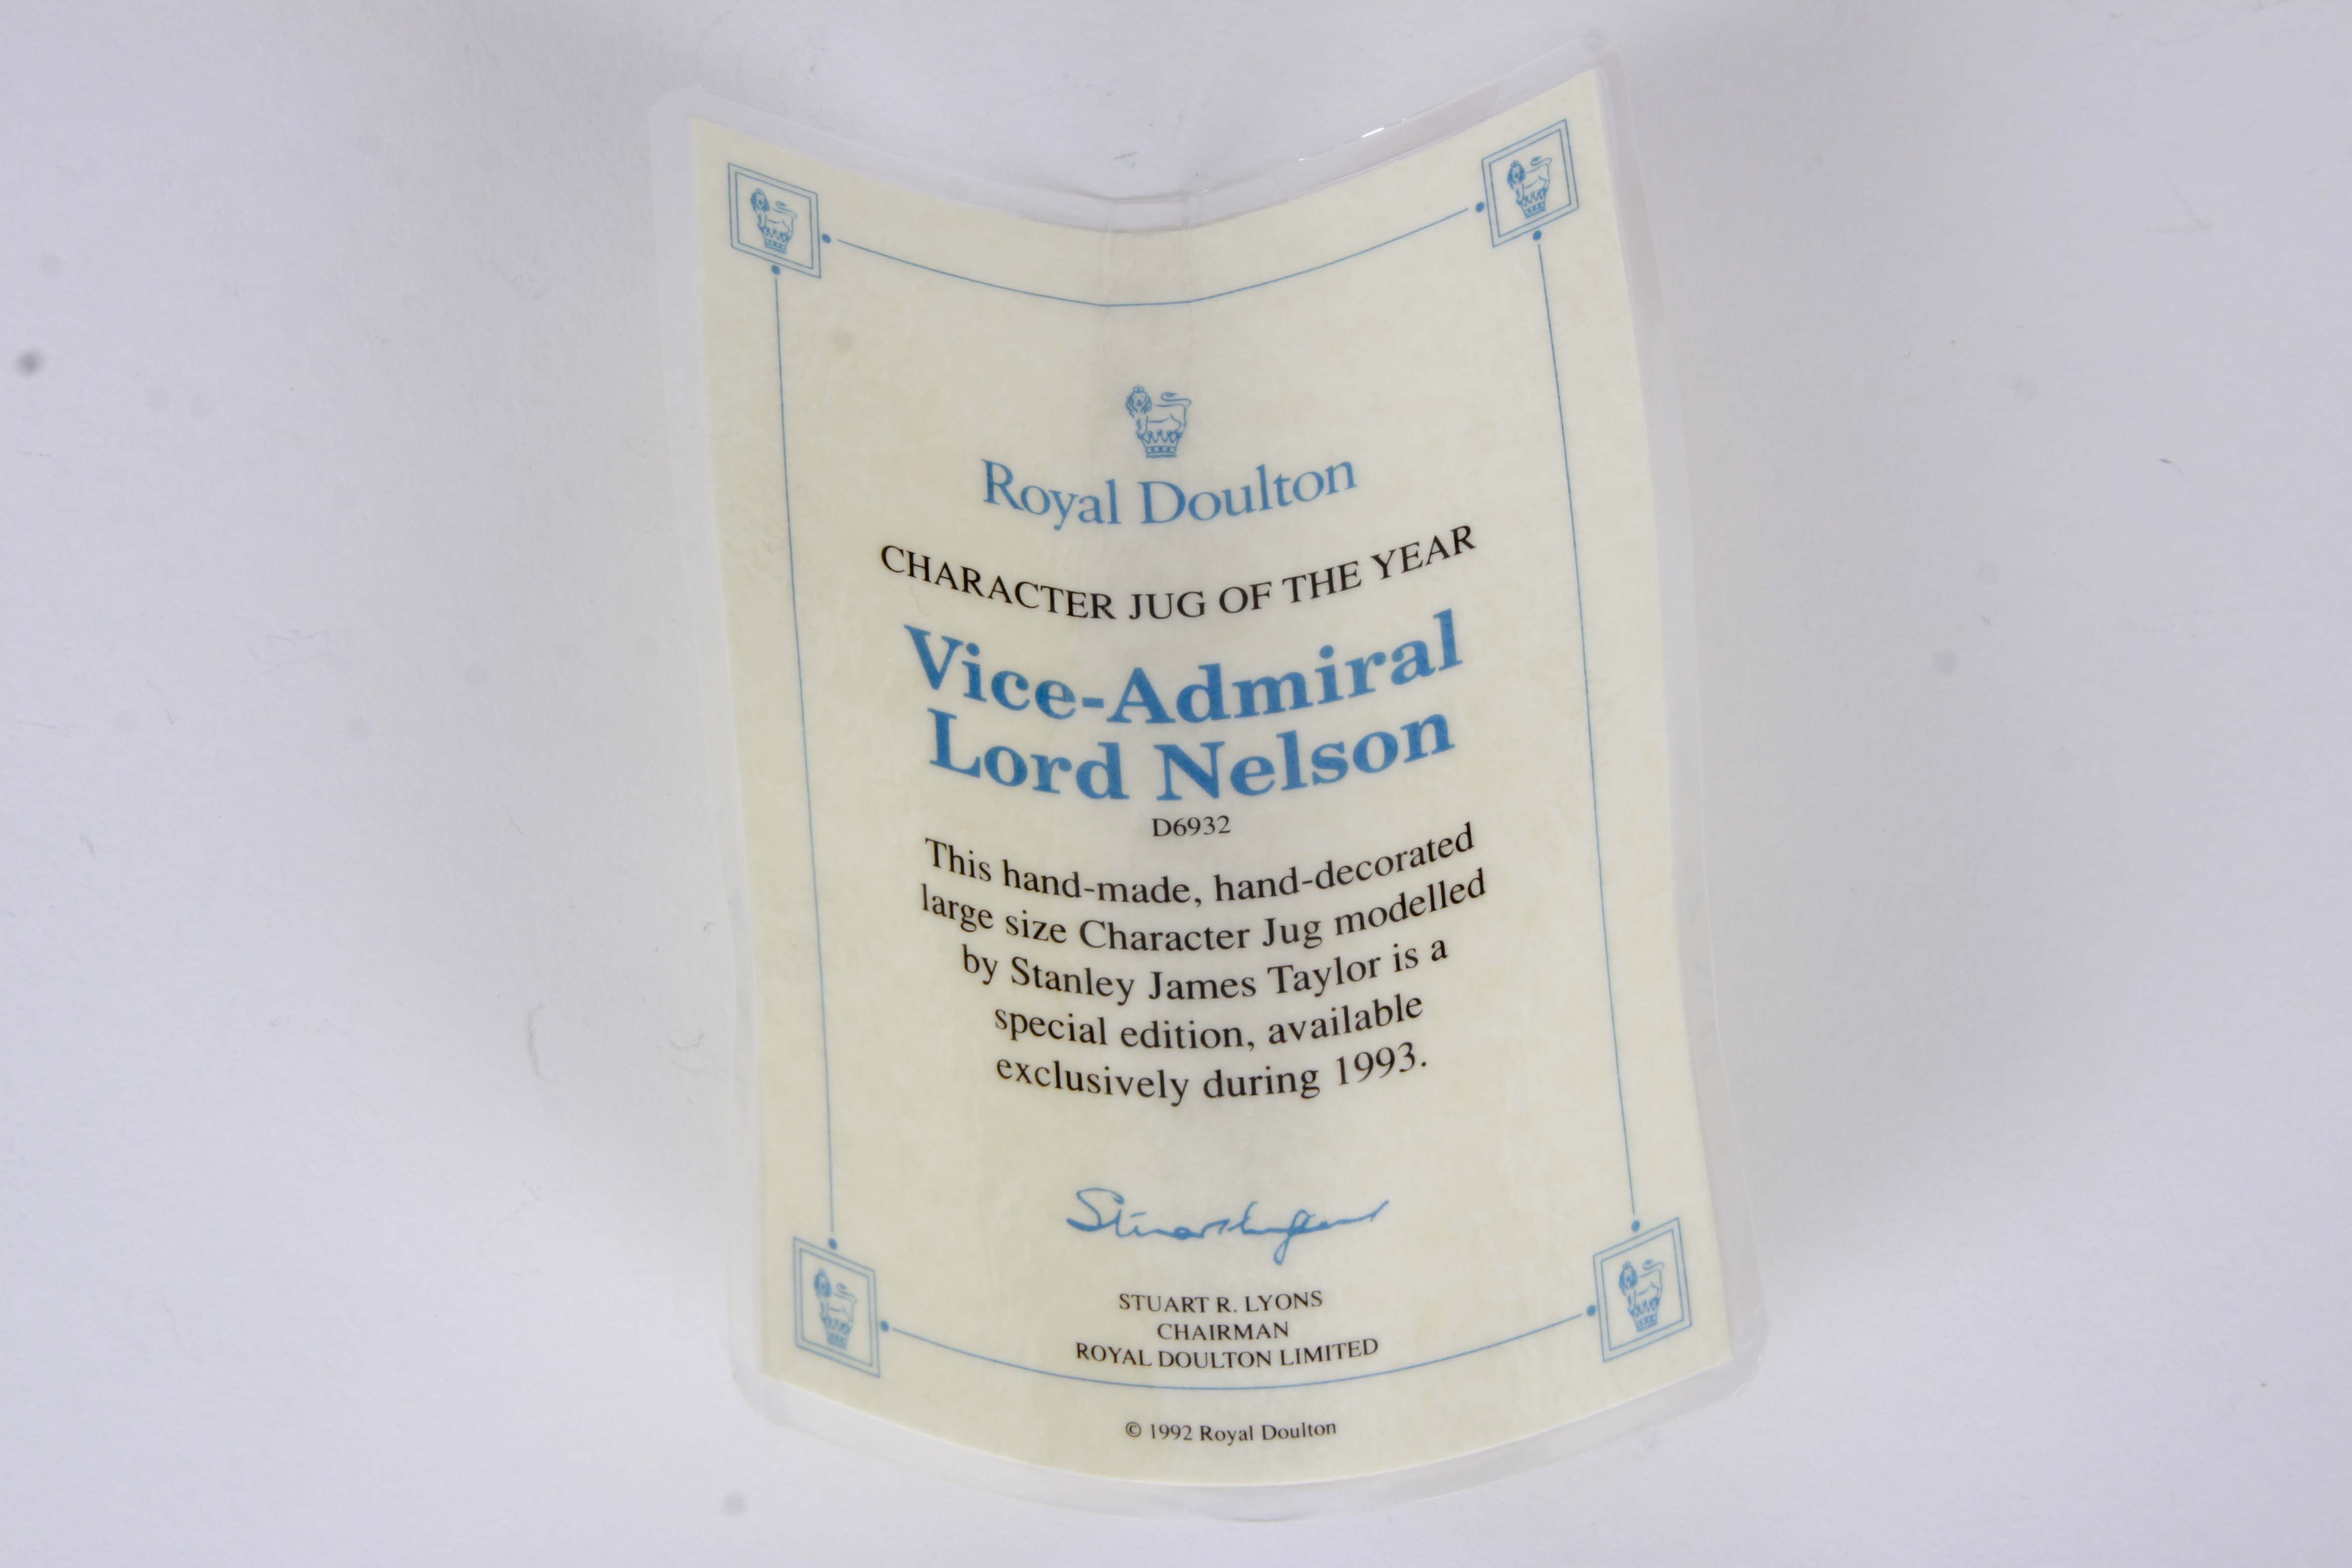 Royal Doulton
CHARACTER JUG OF THE YEAR
Vice-Admiral
Lord Nelson
D6932
This hand-made, hand-decorated
large size Character Jug modelled
by Stanley James Taylor is a
special edition, available
exclusively during 1993.
STUART R. LYONS
CHAIRMAN
ROYAL DOULTON LIMITED
© 1992 Royal Doulton